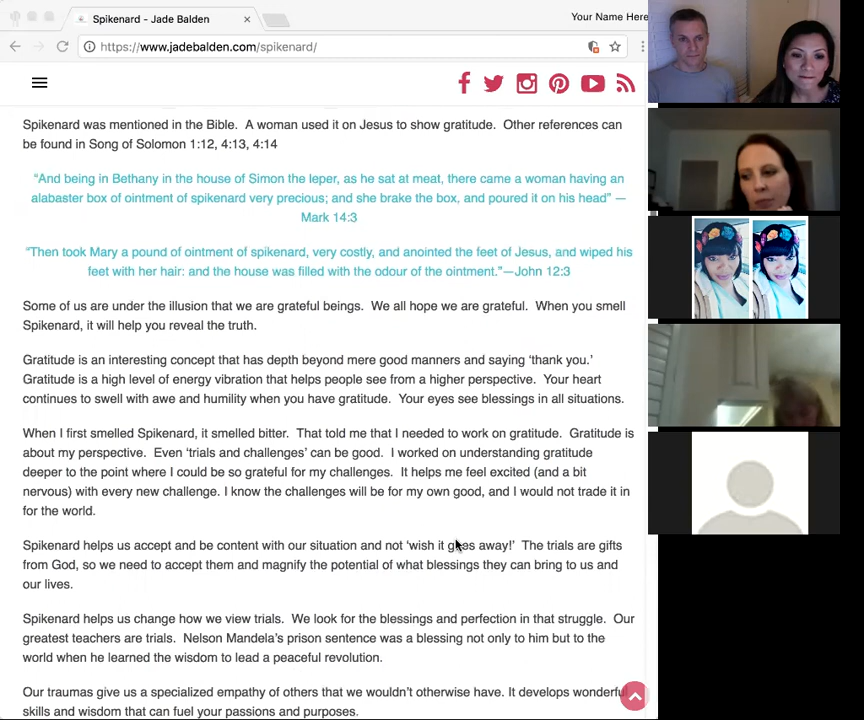 Spikenard - Jade Balden
Your Name Here
https://www.jadebalden.com/spikenard/
Spikenard was mentioned in the Bible.  A woman used it on Jesus to show gratitude.  Other references can
be found in Song of Solomon 1:12, 4:13, 4:14
“And being in Bethany in the house of Simon the leper, as he sat at meat, there came a woman having an
alabaster box of ointment of spikenard very precious; and she brake the box, and poured it on his head” —
Mark 14:3
“Then took Mary a pound of ointment of spikenard, very costly, and anointed the feet of Jesus, and wiped his
feet with her hair: and the house was filled with the odour of the ointment.”—John 12:3
Some of us are under the illusion that we are grateful beings.  We all hope we are grateful.  When you smell
Spikenard, it will help you reveal the truth.
Gratitude is an interesting concept that has depth beyond mere good manners and saying ‘thank you.’
Gratitude is a high level of energy vibration that helps people see from a higher perspective.  Your heart
continues to swell with awe and humility when you have gratitude.  Your eyes see blessings in all situations.
When I first smelled Spikenard, it smelled bitter.  That told me that I needed to work on gratitude.  Gratitude is
about my perspective.  Even ‘trials and challenges’ can be good.  I worked on understanding gratitude
deeper to the point where I could be so grateful for my challenges.  It helps me feel excited (and a bit
nervous) with every new challenge. I know the challenges will be for my own good, and I would not trade it in
for the world.
Spikenard helps us accept and be content with our situation and not ‘wish it goes away!’  The trials are gifts
from God, so we need to accept them and magnify the potential of what blessings they can bring to us and
our lives.
Spikenard helps us change how we view trials.  We look for the blessings and perfection in that struggle.  Our
greatest teachers are trials.  Nelson Mandela’s prison sentence was a blessing not only to him but to the
world when he learned the wisdom to lead a peaceful revolution.
Our traumas give us a specialized empathy of others that we wouldn’t otherwise have. It develops wonderful
skills and wisdom that can fuel your passions and purposes.